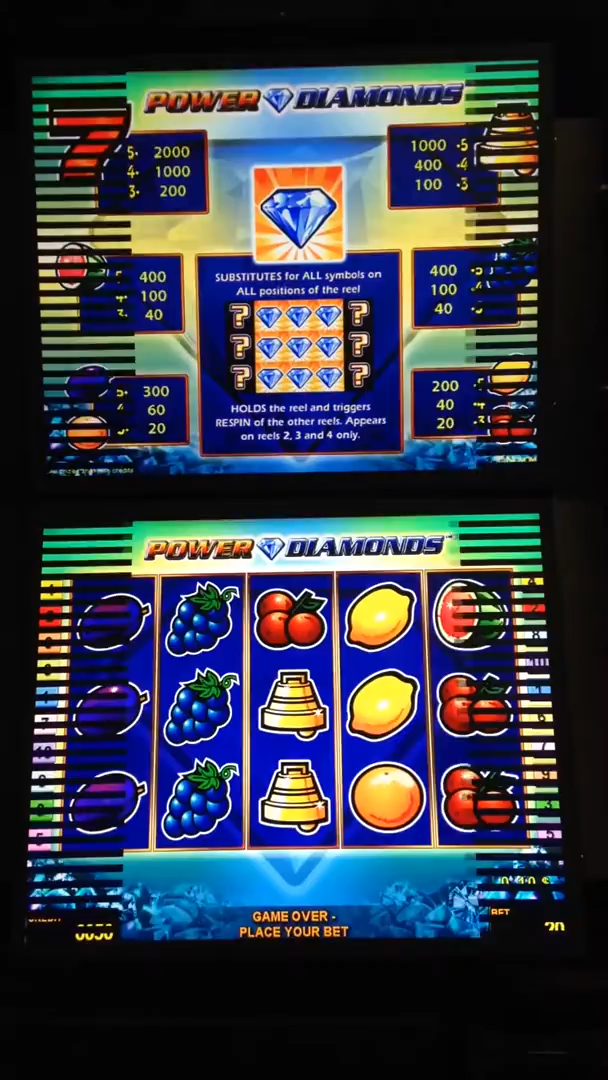 POWER DIAMONDS
5• 2000
4• 1000
3• 200
1000 •5
400 •4
100 •3
SUBSTITUTES for ALL symbols on
ALL positions of the reel
400
100
40
400
100
40
? ?
? ?
? ?
HOLDS the reel and triggers
RESPIN of the other reels. Appears
on reels 2, 3 and 4 only.
300
60
20
200
40
20
POWER DIAMONDS™
GAME OVER -
PLACE YOUR BET
BET
20